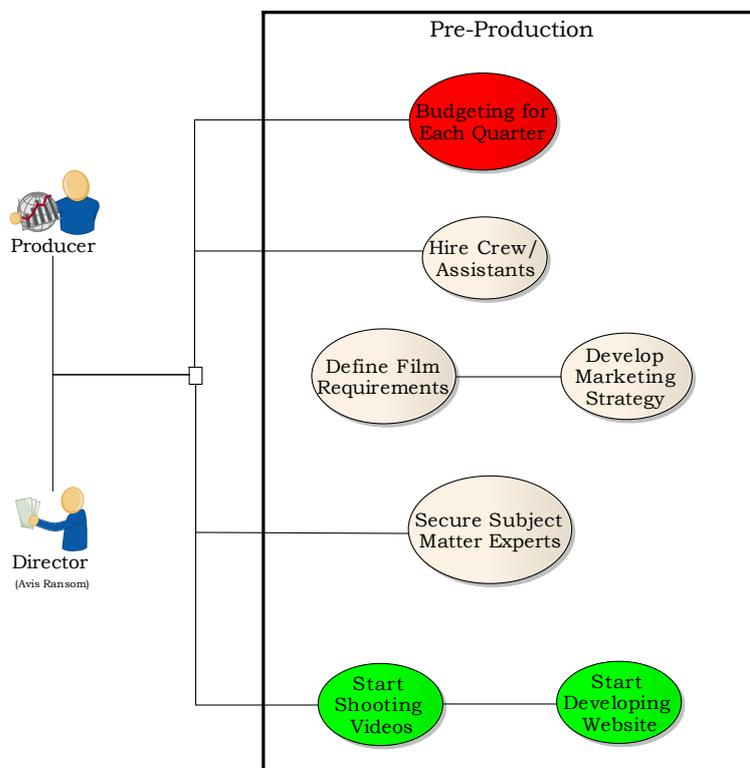 Pre-Production
Budgeting for
Each Quarter
Producer
Hire Crew/
Assistants
Define Film
Requirements
Develop
Marketing
Strategy
Secure Subject
Matter Experts
Director
(Avis Ransom)
Start
Shooting
Videos
Start
Developing
Website